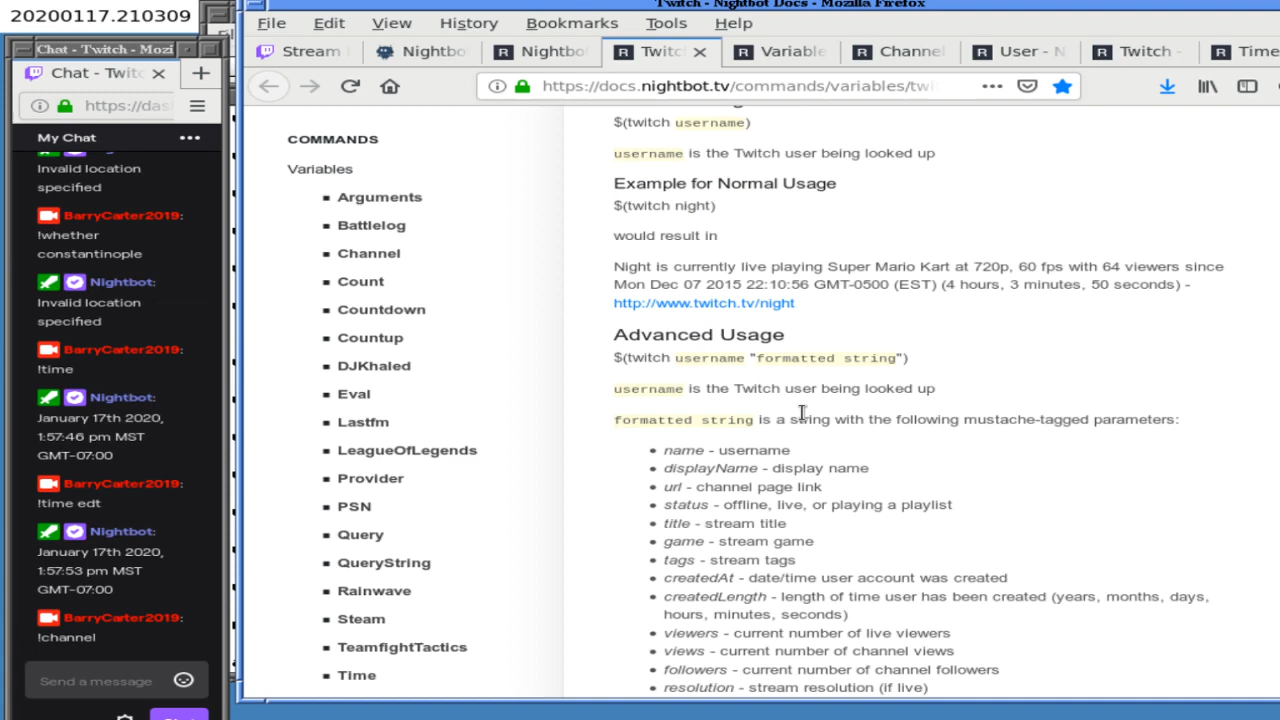 20200117.210309
Chat - Twitch - Mozi
Chat - Twitc
https://das
My Chat
Invalid location
specified
BarryCarter2019:
!whether
constantinople
Nightbot:
Invalid location
specified
BarryCarter2019:
!time
Nightbot:
January 17th 2020,
1:57:46 pm MST
GMT-07:00
BarryCarter2019:
!time edt
Nightbot:
January 17th 2020,
1:57:53 pm MST
GMT-07:00
BarryCarter2019:
!channel
Send a message
Twitch - Nightbot Docs - Mozilla Firefox
File Edit View History Bookmarks Tools Help
Stream Nightbo Nightbo Twitc Variable Channel User - N Twitch - Time
https://docs.nightbot.tv/commands/variables/twi
COMMANDS
Variables
Arguments
Battlelog
Channel
Count
Countdown
Countup
DJKhaled
Eval
Lastfm
LeagueOfLegends
Provider
PSN
Query
QueryString
Rainwave
Steam
TeamfightTactics
Time
$(twitch username)
username is the Twitch user being looked up
Example for Normal Usage
$(twitch night)
would result in
Night is currently live playing Super Mario Kart at 720p, 60 fps with 64 viewers since
Mon Dec 07 2015 22:10:56 GMT-0500 (EST) (4 hours, 3 minutes, 50 seconds) -
http://www.twitch.tv/night
Advanced Usage
$(twitch username "formatted string")
username is the Twitch user being looked up
formatted string is a string with the following mustache-tagged parameters:
name - username
displayName - display name
url - channel page link
status - offline, live, or playing a playlist
title - stream title
game - stream game
tags - stream tags
createdAt - date/time user account was created
createdLength - length of time user has been created (years, months, days,
hours, minutes, seconds)
viewers - current number of live viewers
views - current number of channel views
followers - current number of channel followers
resolution - stream resolution (if live)